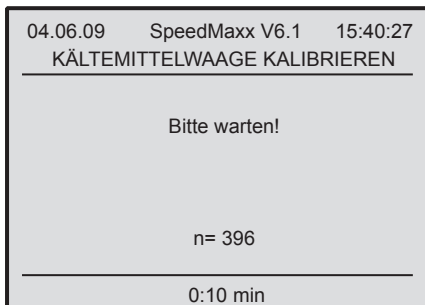 04.06.09 SpeedMaxx V6.1 15:40:27
KÄLTEMITTELWAAGE KALIBRIEREN
Bitte warten!
n= 396
0:10 min